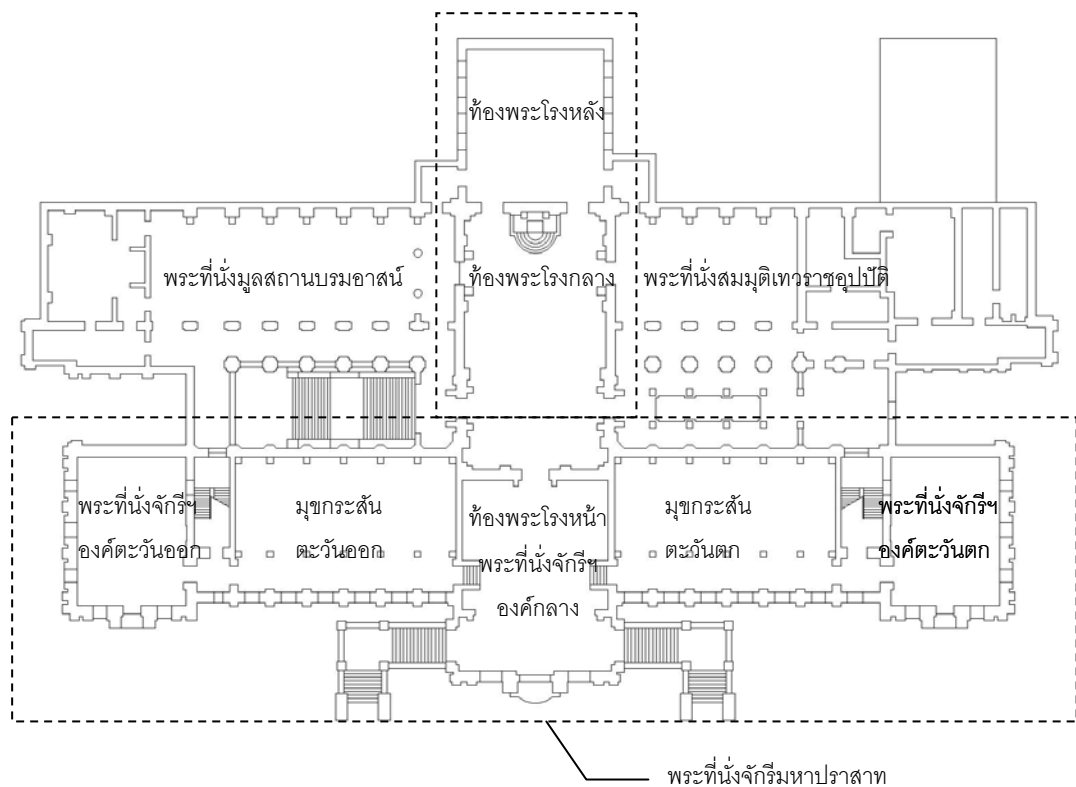 ท้องพระโรงหลัง
พระที่นั่งมูลสถานบรมอาสน์
ท้องพระโรงกลาง
พระที่นั่งสมมุติเทวราชอุปบัติ
พระที่นั่งจักรีฯ
องค์ตะวันออก
มุขกระสัน
ตะวันออก
ท้องพระโรงหน้า
พระที่นั่งจักรีฯ
องค์กลาง
มุขกระสัน
ตะวันตก
พระที่นั่งจักรีฯ
องค์ตะวันตก
พระที่นั่งจักรีมหาปราสาท